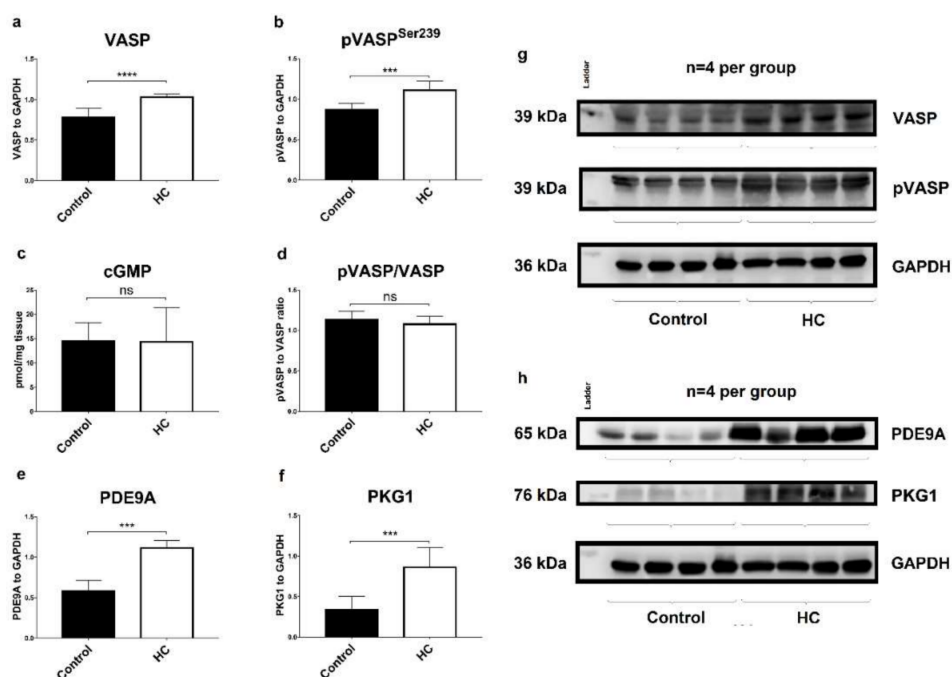 a
VASP
****
VASP to GAPDH
1.5
1.0
0.5
0.0
Control
HC
b
pVASP^Ser239
***
pVASP to GAPDH
1.5
1.0
0.5
0.0
Control
HC
c
cGMP
ns
pmol/mg tissue
25
20
15
10
5
0
Control
HC
d
pVASP/VASP
ns
pVASP to VASP ratio
1.5
1.0
0.5
0.0
Control
HC
e
PDE9A
***
PDE9A to GAPDH
1.5
1.0
0.5
0.0
Control
HC
f
PKG1
***
PKG1 to GAPDH
1.5
1.0
0.5
0.0
Control
HC
g
Ladder
n=4 per group
39 kDa
VASP
39 kDa
pVASP
36 kDa
GAPDH
Control
HC
h
Ladder
n=4 per group
65 kDa
PDE9A
76 kDa
PKG1
36 kDa
GAPDH
Control
HC